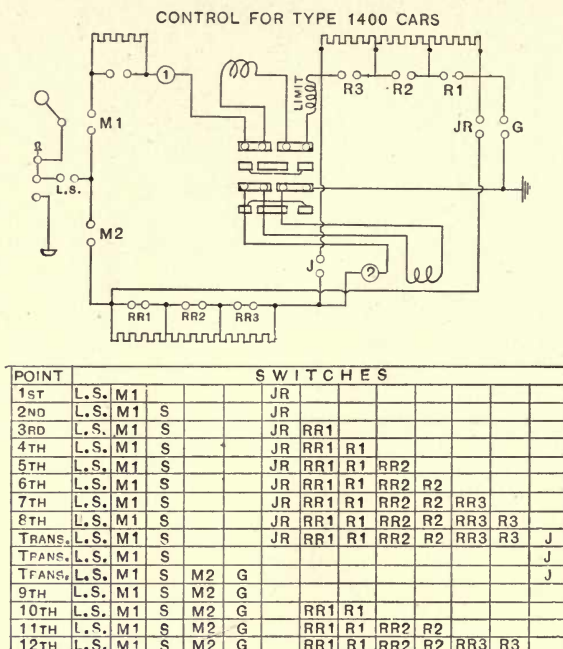 CONTROL FOR TYPE 1400 CARS
1
LIMIT
R3 R2 R1
M1
JR G
L.S.
M2
J
2
RR1 RR2 RR3
POINT SWITCHES
1ST L.S. M1 JR
2ND L.S. M1 S JR
3RD L.S. M1 S JR RR1
4TH L.S. M1 S JR RR1 R1
5TH L.S. M1 S JR RR1 R1 RR2
6TH L.S. M1 S JR RR1 R1 RR2 R2
7TH L.S. M1 S JR RR1 R1 RR2 R2 RR3
8TH L.S. M1 S JR RR1 R1 RR2 R2 RR3 R3
TRANS. L.S. M1 S JR RR1 R1 RR2 R2 RR3 R3 J
TRANS. L.S. M1 S J
TRANS. L.S. M1 S M2 G J
9TH L.S. M1 S M2 G
10TH L.S. M1 S M2 G RR1 R1
11TH L.S. M1 S M2 G RR1 R1 RR2 R2
12TH L.S. M1 S M2 G RR1 R1 RR2 R2 RR3 R3